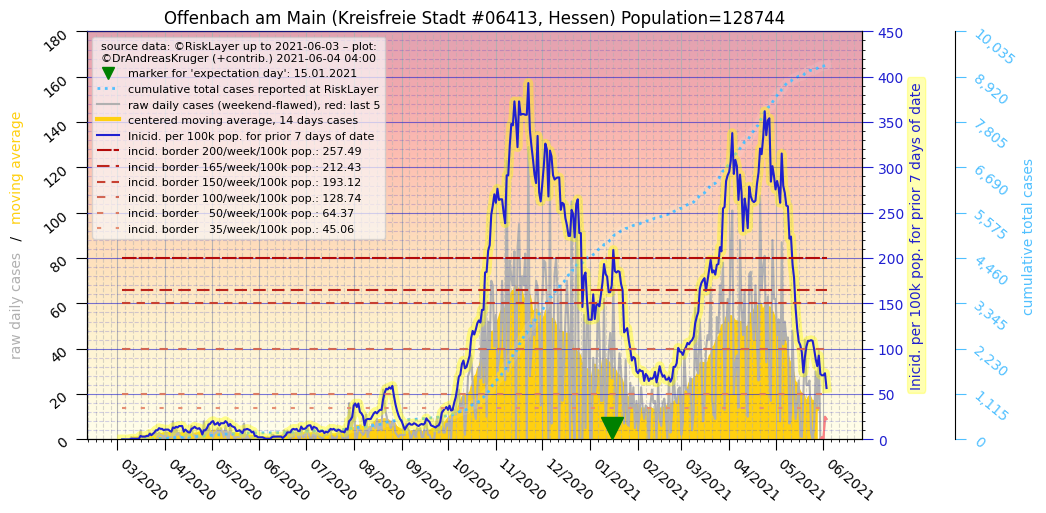 Offenbach am Main (Kreisfreie Stadt #06413, Hessen) Population=128744
source data: ©RiskLayer up to 2021-06-03 – plot:
©DrAndreasKruger (+contrib.) 2021-06-04 04:00
marker for 'expectation day': 15.01.2021
cumulative total cases reported at RiskLayer
raw daily cases (weekend-flawed), red: last 5
centered moving average, 14 days cases
Inicid. per 100k pop. for prior 7 days of date
incid. border 200/week/100k pop.: 257.49
incid. border 165/week/100k pop.: 212.43
incid. border 150/week/100k pop.: 193.12
incid. border 100/week/100k pop.: 128.74
incid. border   50/week/100k pop.: 64.37
incid. border   35/week/100k pop.: 45.06
raw daily cases   /   moving average
180
160
140
120
100
80
60
40
20
0
03/2020
04/2020
05/2020
06/2020
07/2020
08/2020
09/2020
10/2020
11/2020
12/2020
01/2021
02/2021
03/2021
04/2021
05/2021
06/2021
450
400
350
300
250
200
150
100
50
0
Inicid. per 100k pop. for prior 7 days of date
10,035
8,920
7,805
6,690
5,575
4,460
3,345
2,230
1,115
0
cumulative total cases